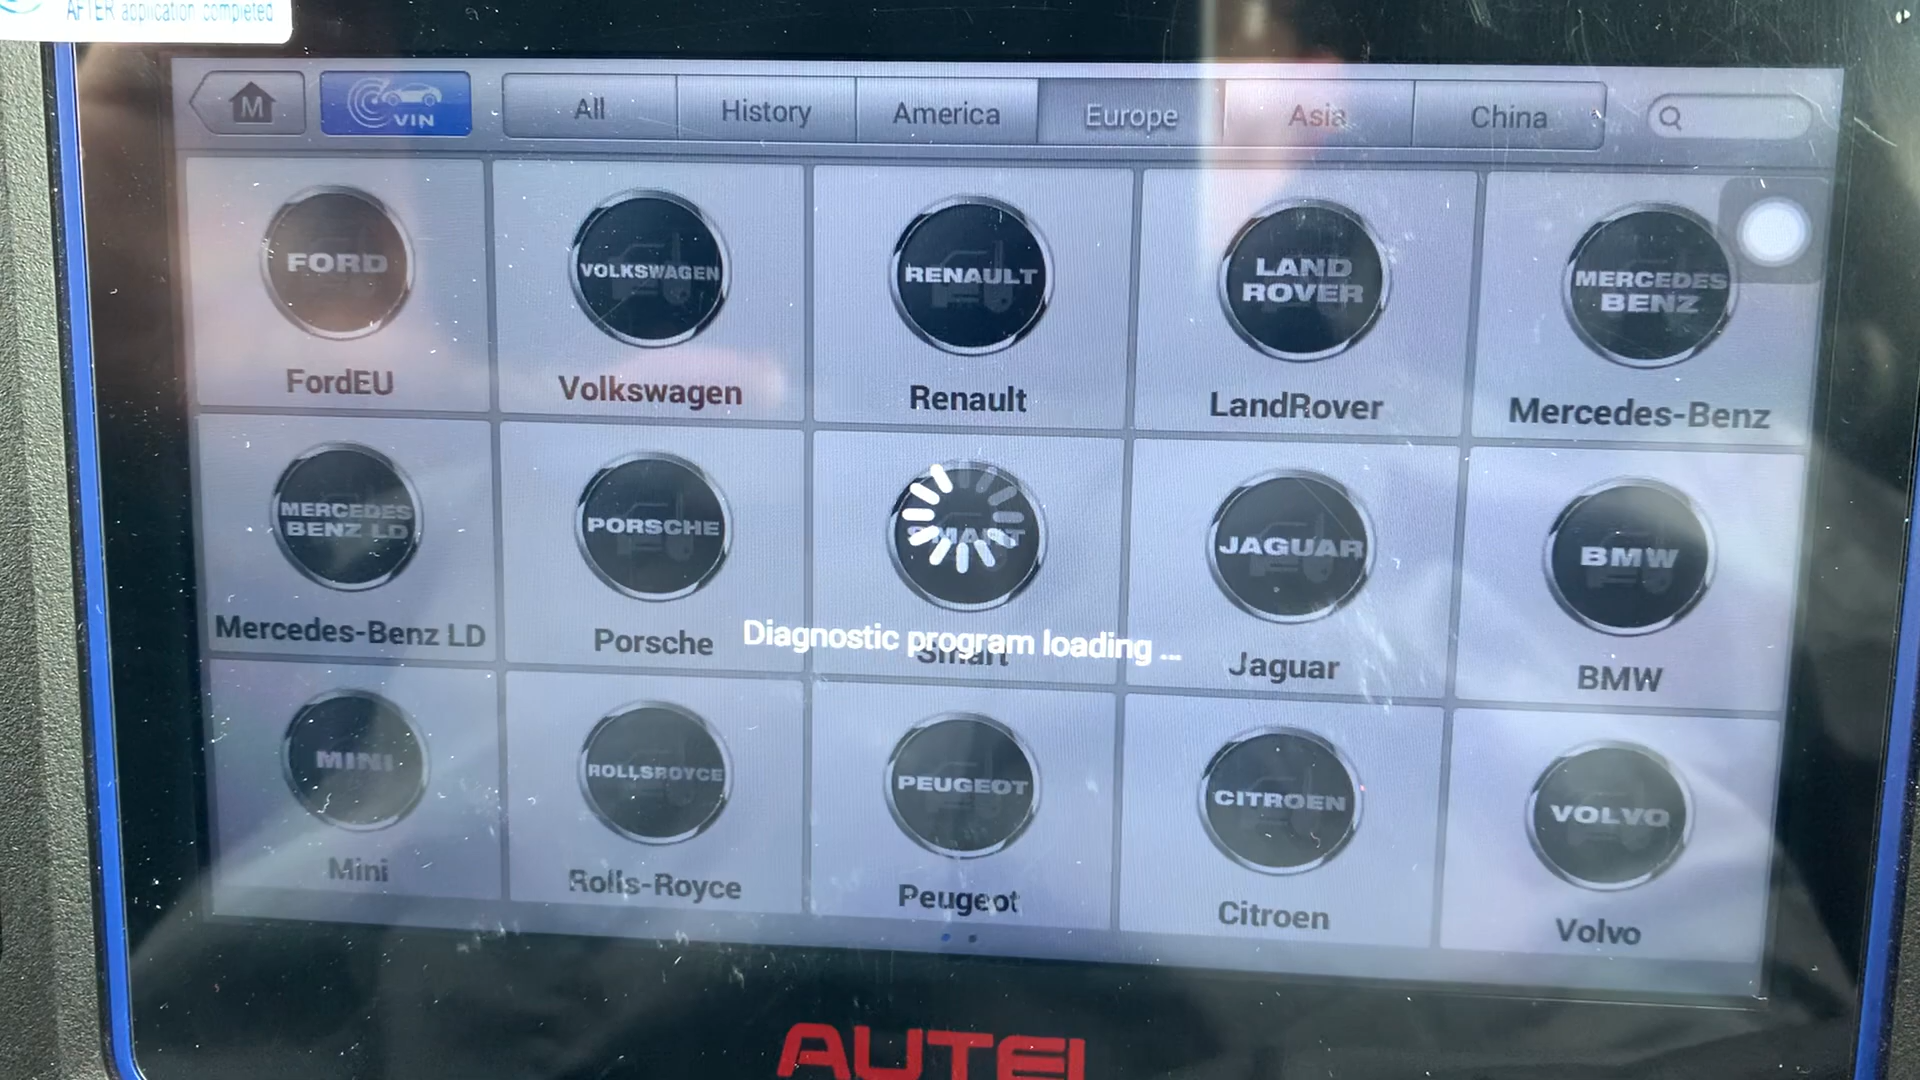 AFTER application completed
M
VIN
All
History
America
Europe
Asia
China
FORD
FordEU
VOLKSWAGEN
Volkswagen
RENAULT
Renault
LAND
ROVER
LandRover
MERCEDES
BENZ
Mercedes-Benz
MERCEDES
BENZ LD
Mercedes-Benz LD
PORSCHE
Porsche
SMART
Smart
Diagnostic program loading ...
JAGUAR
Jaguar
BMW
BMW
MINI
Mini
ROLLSROYCE
Rolls-Royce
PEUGEOT
Peugeot
CITROEN
Citroen
VOLVO
Volvo
AUTEL